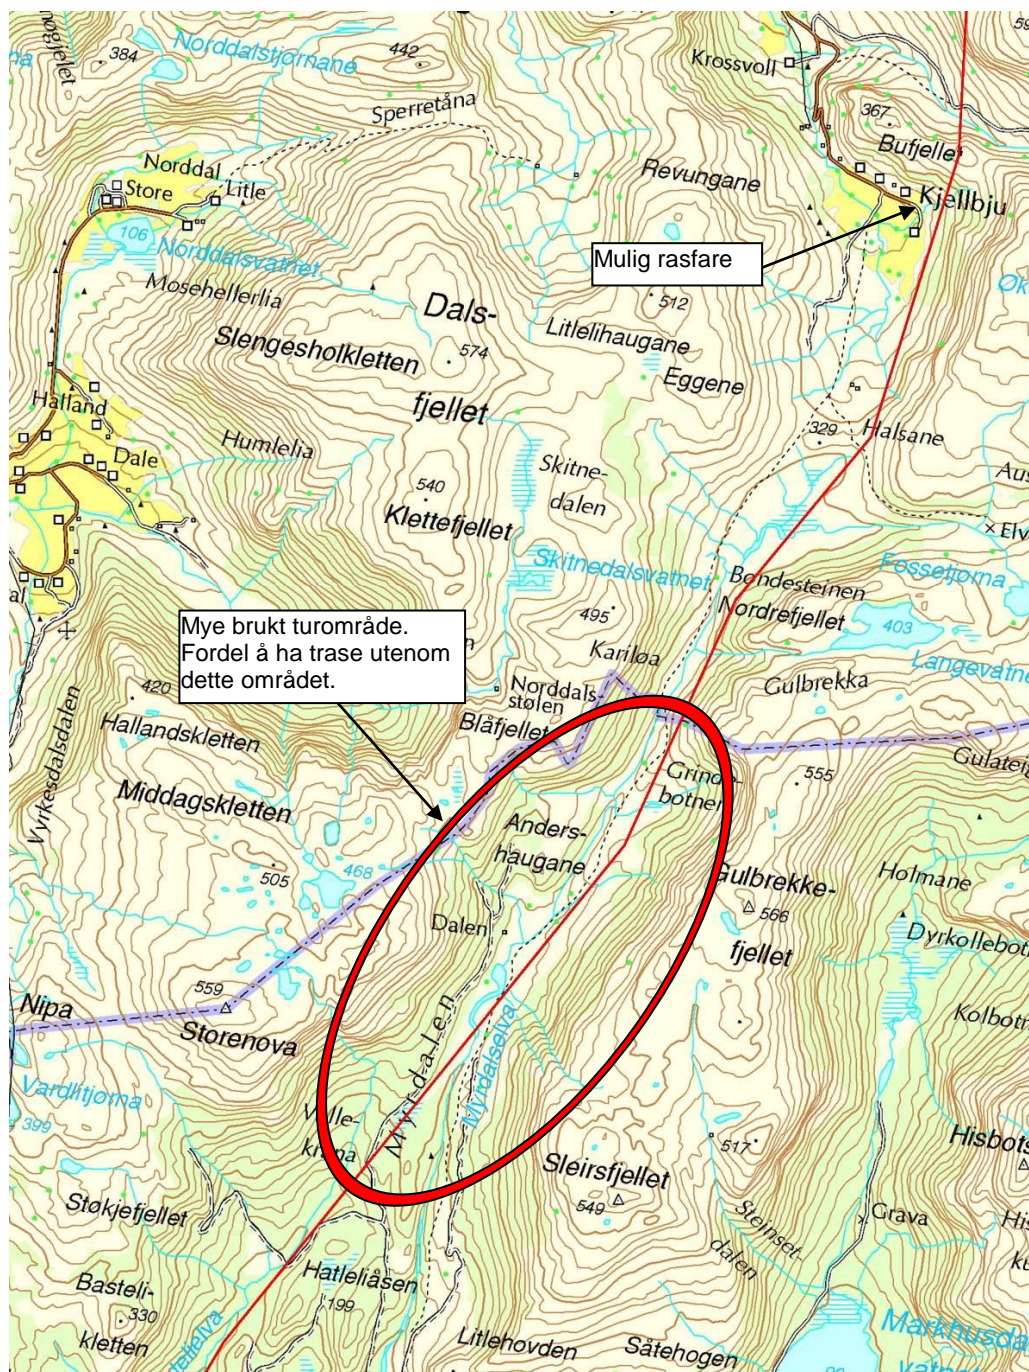 Norddalstjørnane
442
384
Krossvoll
Sperretåna
367
Bufjellet
Norddal
Store
Litle
Revungane
Kjellbju
106
Norddalsvatnet
Mulig rasfare
Mosehellerlia
512
Dals-
Litlelihaugane
Slengesholkletten
574
Eggene
fjellet
Halland
329
Halsane
Humlelia
Dale
Skitne-
dalen
540
Klettefjellet
Skitnedalsvatnet
Bondesteinen
Fossetjørna
495
Nordrefjellet
403
Mye brukt turområde.
Fordel å ha trase utenom
dette området.
Kariløa
Langevatne
Norddals-
stølen
Gulbrekka
420
Blåfjellet
Hallandskletten
Vyrkesdalsdalen
555
Middagskletten
Anders-
haugane
505
468
Gulbrekke-
Holmane
566
Dalen
fjellet
559
Nipa
Storenova
Myrdalen
Myrdalselva
Vardlitjørna
399
517
Sleirsfjellet
549
Støkjefjellet
Grava
Steinset-
dalen
Hatleliåsen
199
Basteli-
330
kletten
Litlehovden
Såtehogen